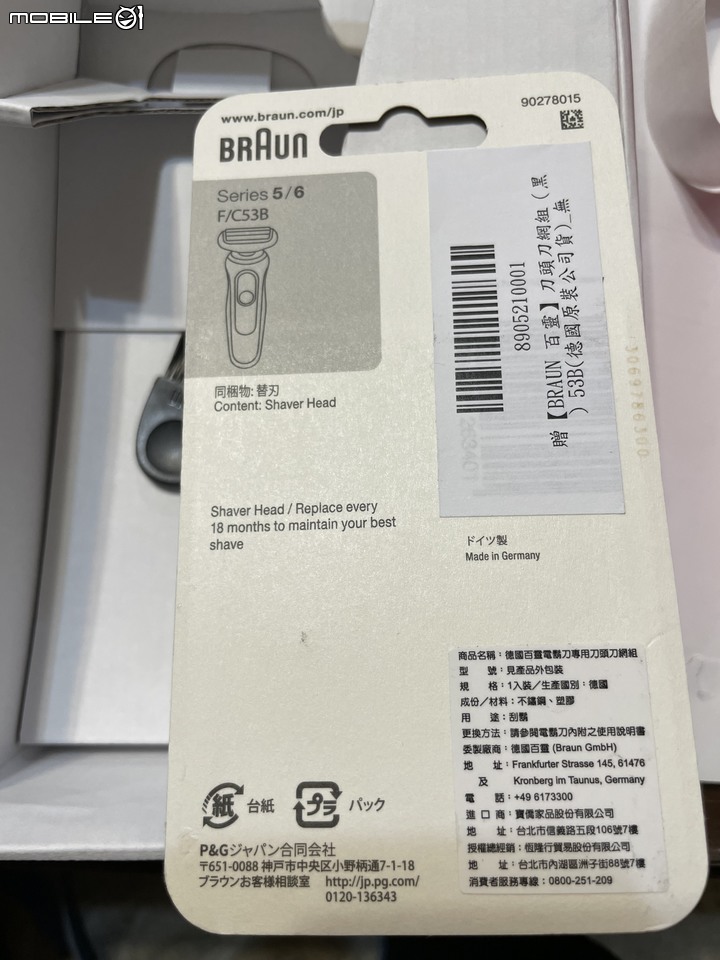 MOBILE01
www.braun.com/jp
90278015
BRAUN
Series 5/6
F/C53B
同梱物: 替刃
Content: Shaver Head
Shaver Head / Replace every
18 months to maintain your best
shave
8905210001
贈【BRAUN 百靈】刀頭刀網組(黑
) 53B(德國原裝公司貨)_無
ドイツ製
Made in Germany
商品名稱:德國百靈電鬍刀專用刀頭刀網組
型 號:見產品外包裝
規 格:1入裝/生產國別:德國
成份/材料:不鏽鋼、塑膠
用 途:刮鬍
更換方法:請參閱電鬍刀內附之使用說明書
委製廠商:德國百靈 (Braun GmbH)
地 址:Frankfurter Strasse 145, 61476
及 Kronberg im Taunus, Germany
電 話:+49 6173300
進口商:寶僑家品股份有限公司
地 址:台北市信義路五段106號7樓
授權總經銷:恆隆行貿易股份有限公司
地 址:台北市內湖區洲子街88號7樓
消費者服務專線:0800-251-209
紙 台紙
プラ パック
P&Gジャパン合同会社
〒651-0088 神戸市中央区小野柄通7-1-18
ブラウンお客様相談室 http://jp.pg.com/
0120-136343